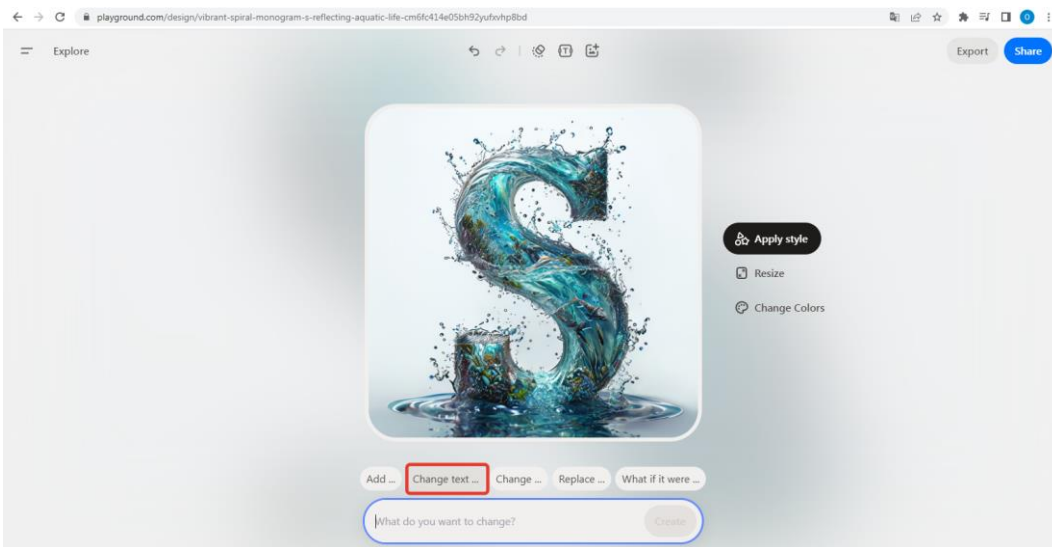 playground.com/design/vibrant-spiral-monogram-s-reflecting-aquatic-life-cm6fc414e05bh92yufxvhp8bd
Explore
Export
Share
S
Apply style
Resize
Change Colors
Add ...
Change text ...
Change ...
Replace ...
What if it were ...
What do you want to change?
Create